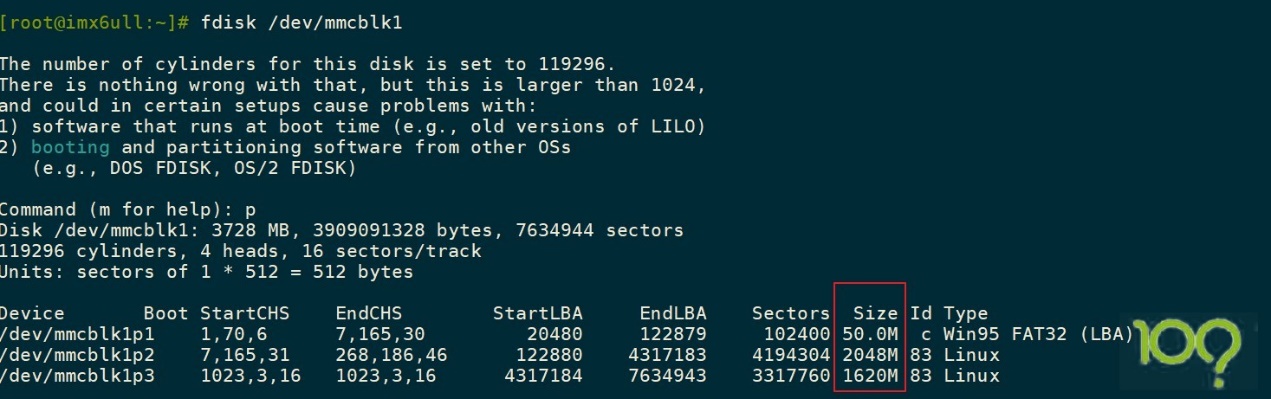 [root@imx6ull:~]# fdisk /dev/mmcblk1
The number of cylinders for this disk is set to 119296.
There is nothing wrong with that, but this is larger than 1024,
and could in certain setups cause problems with:
1) software that runs at boot time (e.g., old versions of LILO)
2) booting and partitioning software from other OSs
(e.g., DOS FDISK, OS/2 FDISK)
Command (m for help): p
Disk /dev/mmcblk1: 3728 MB, 3909091328 bytes, 7634944 sectors
119296 cylinders, 4 heads, 16 sectors/track
Units: sectors of 1 * 512 = 512 bytes
Device Boot StartCHS EndCHS StartLBA EndLBA Sectors Size Id Type
/dev/mmcblk1p1 1,70,6 7,165,30 20480 122879 102400 50.0M c Win95 FAT32 (LBA)
/dev/mmcblk1p2 7,165,31 268,186,46 122880 4317183 4194304 2048M 83 Linux
/dev/mmcblk1p3 1023,3,16 1023,3,16 4317184 7634943 3317760 1620M 83 Linux
100?